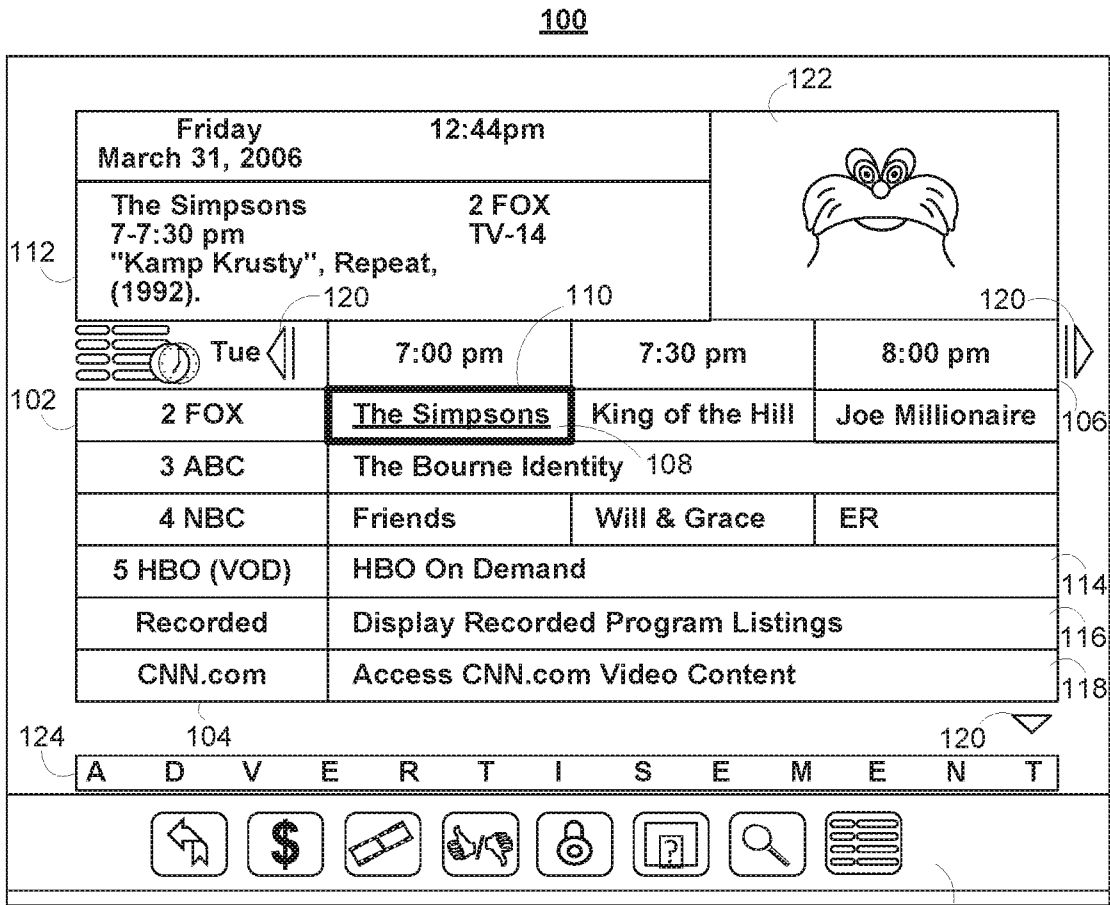 100
122
Friday 12:44pm
March 31, 2006
The Simpsons 2 FOX
7-7:30 pm TV-14
"Kamp Krusty", Repeat,
(1992).
112
120
110
120
Tue 7:00 pm 7:30 pm 8:00 pm
102
2 FOX The Simpsons King of the Hill Joe Millionaire
106
3 ABC The Bourne Identity
108
4 NBC Friends Will & Grace ER
5 HBO (VOD) HBO On Demand
114
Recorded Display Recorded Program Listings
116
CNN.com Access CNN.com Video Content
118
104
120
124
A D V E R T I S E M E N T
$ ?